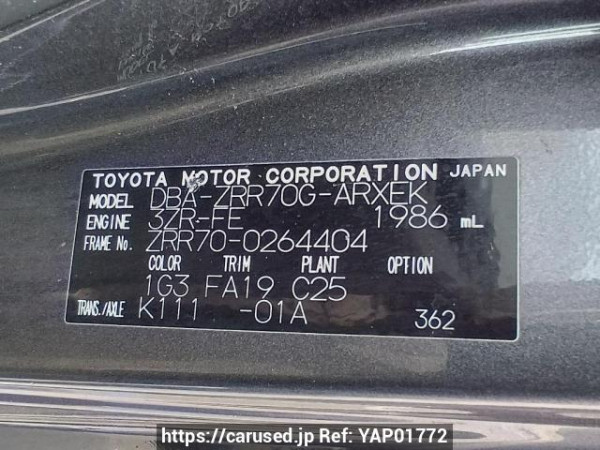 TOYOTA MOTOR CORPORATION JAPAN
MODEL DBA-ZRR70G-ARXEK
ENGINE 3ZR-FE 1986 mL
FRAME No. ZRR70-0264404
COLOR TRIM PLANT OPTION
1G3 FA19 C25
TRANS./AXLE K111 -01A 362
https://carused.jp Ref: YAP01772